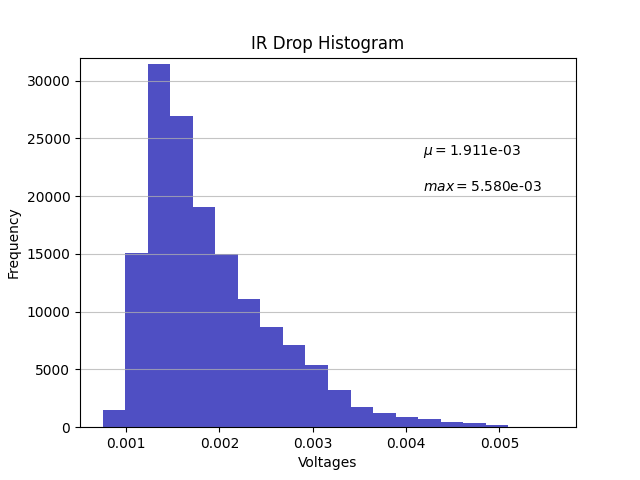 IR Drop Histogram
30000
25000
20000
15000
10000
5000
0
Frequency
μ = 1.911e-03
max = 5.580e-03
0.001 0.002 0.003 0.004 0.005
Voltages